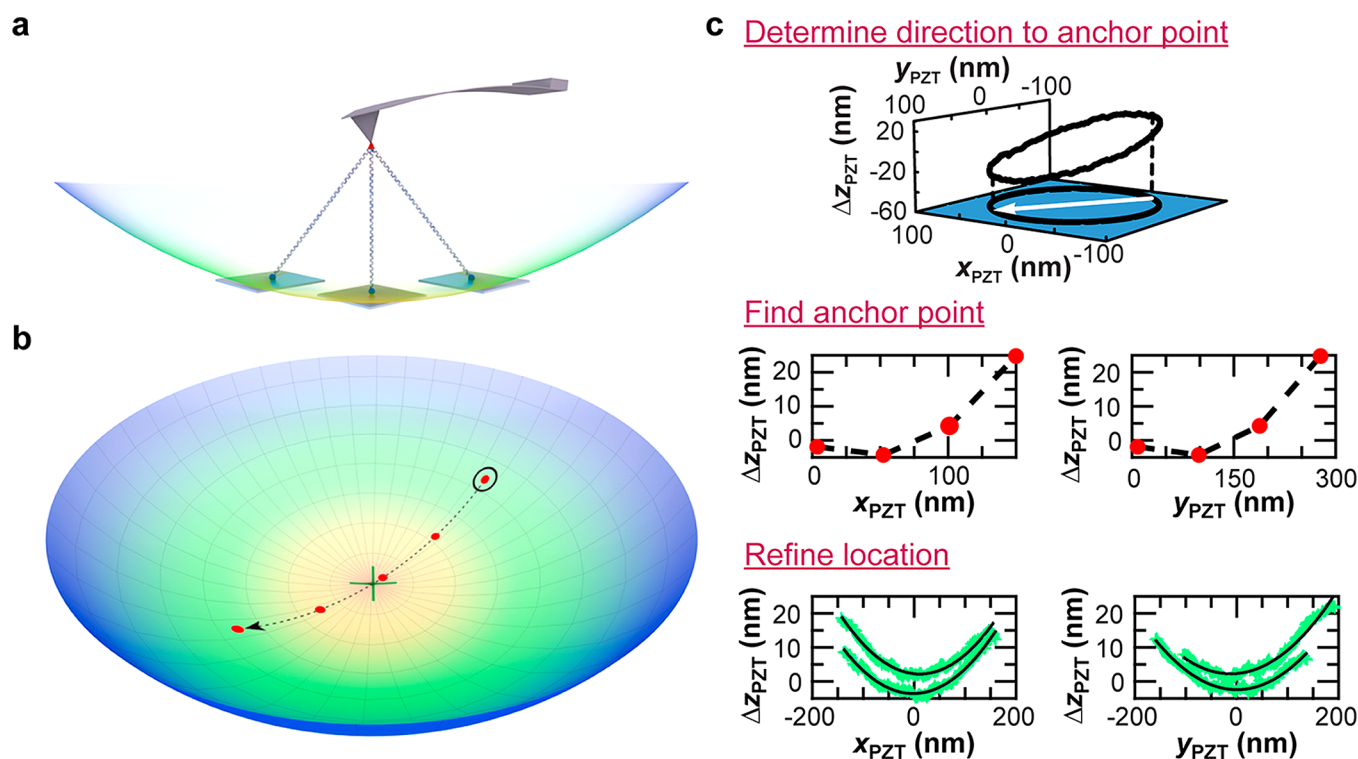 a
b
c
Determine direction to anchor point
yPZT (nm)
100
0
-100
ΔzPZT (nm)
20
-20
-60
100
0
-100
xPZT (nm)
Find anchor point
ΔzPZT (nm)
20
10
0
0
100
xPZT (nm)
ΔzPZT (nm)
20
10
0
0
150
300
yPZT (nm)
Refine location
ΔzPZT (nm)
20
10
0
-200
0
200
xPZT (nm)
ΔzPZT (nm)
20
10
0
-200
0
200
yPZT (nm)